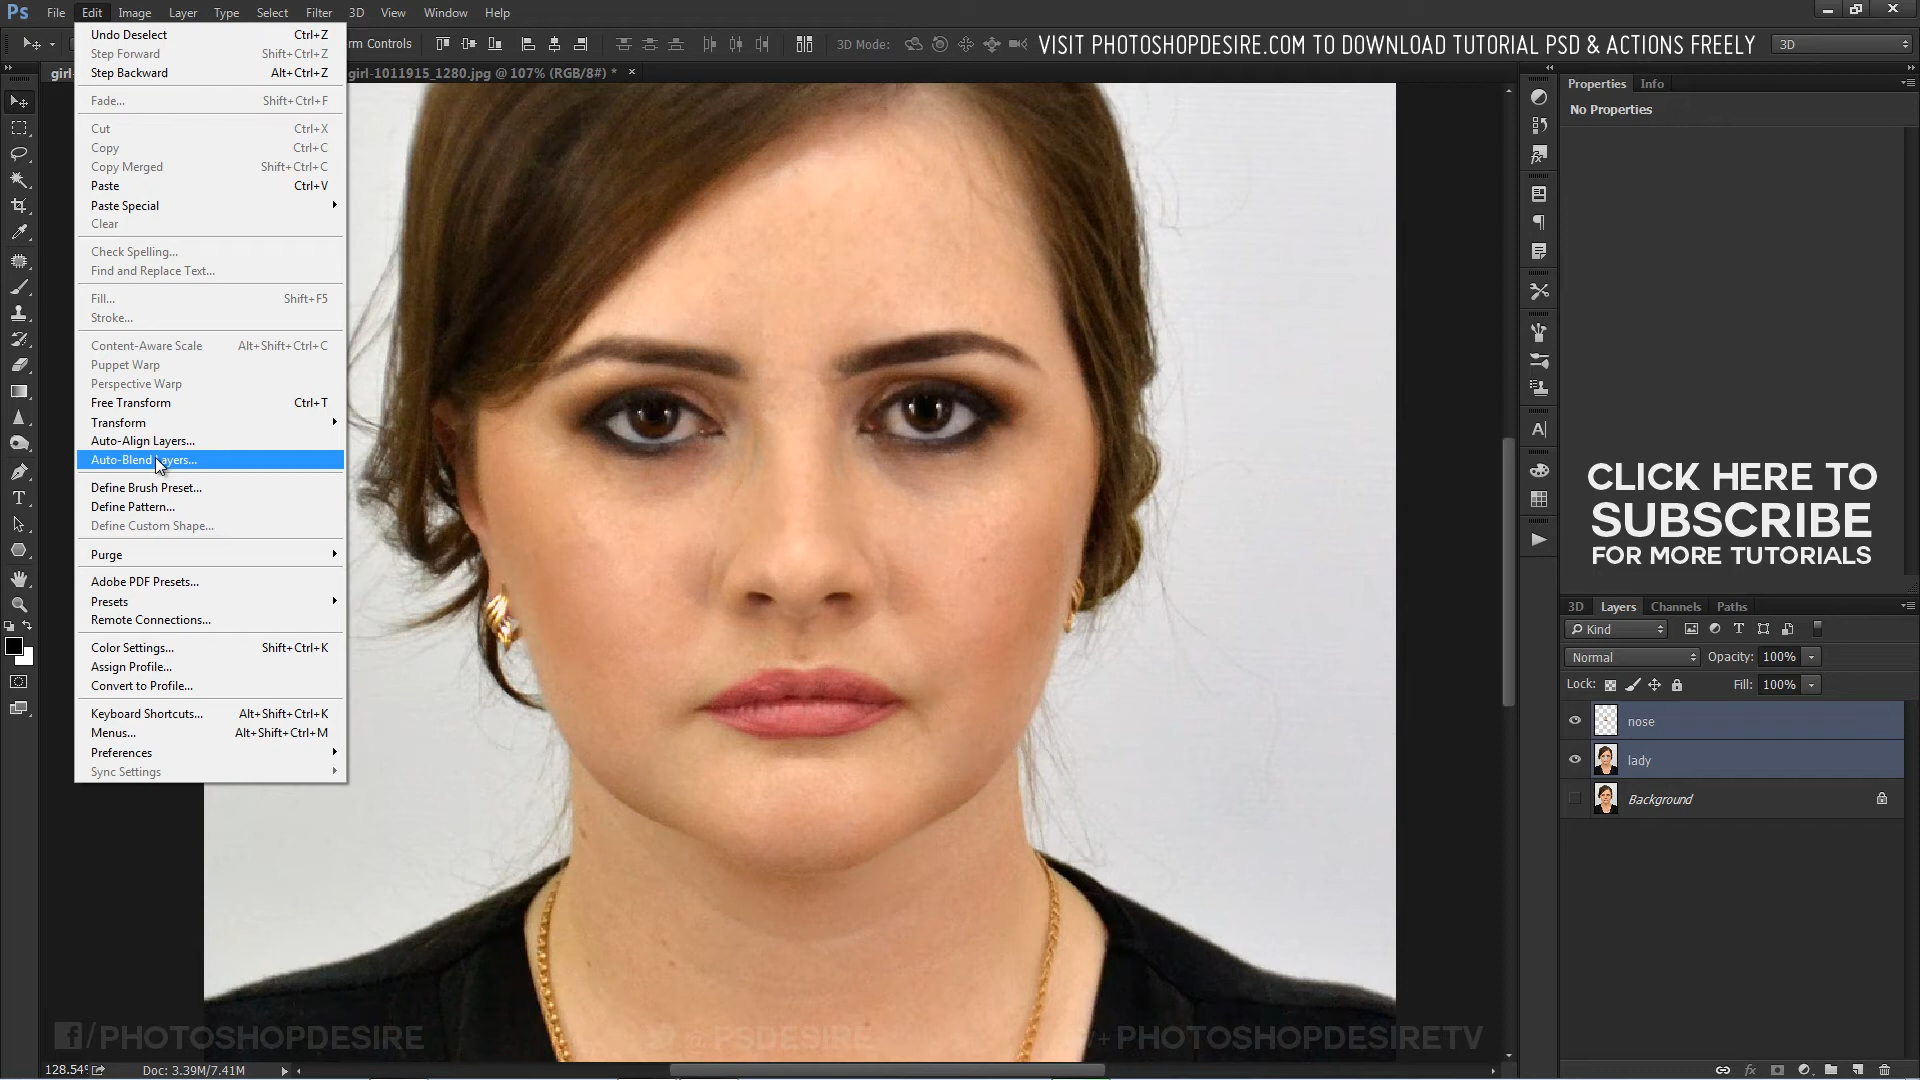 Ps File Edit Image Layer Type Select Filter 3D View Window Help
rm Controls
3D Mode:
VISIT PHOTOSHOPDESIRE.COM TO DOWNLOAD TUTORIAL PSD & ACTIONS FREELY
3D
girl-1011915_1280.jpg @ 107% (RGB/8#) *
Undo Deselect Ctrl+Z
Step Forward Shift+Ctrl+Z
Step Backward Alt+Ctrl+Z
Fade... Shift+Ctrl+F
Cut Ctrl+X
Copy Ctrl+C
Copy Merged Shift+Ctrl+C
Paste Ctrl+V
Paste Special
Clear
Check Spelling...
Find and Replace Text...
Fill... Shift+F5
Stroke...
Content-Aware Scale Alt+Shift+Ctrl+C
Puppet Warp
Perspective Warp
Free Transform Ctrl+T
Transform
Auto-Align Layers...
Auto-Blend Layers...
Define Brush Preset...
Define Pattern...
Define Custom Shape...
Purge
Adobe PDF Presets...
Presets
Remote Connections...
Color Settings... Shift+Ctrl+K
Assign Profile...
Convert to Profile...
Keyboard Shortcuts... Alt+Shift+Ctrl+K
Menus... Alt+Shift+Ctrl+M
Preferences
Sync Settings
Properties Info
No Properties
CLICK HERE TO
SUBSCRIBE
FOR MORE TUTORIALS
3D Layers Channels Paths
Kind
Normal Opacity: 100%
Lock: Fill: 100%
nose
lady
Background
f/PHOTOSHOPDESIRE
@PSDESIRE
+PHOTOSHOPDESIRETV
128.54% Doc: 3.39M/7.41M